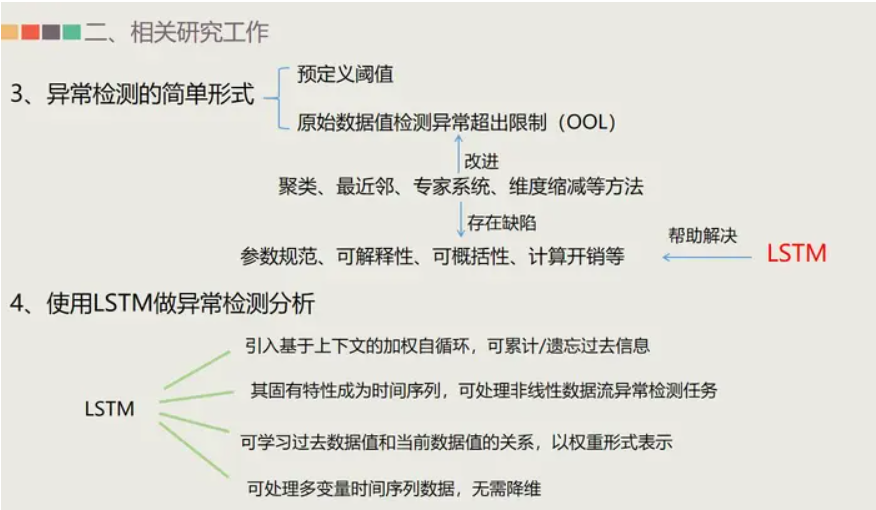 二、相关研究工作
3、异常检测的简单形式
预定义阈值
原始数据值检测异常超出限制（OOL）
改进
聚类、最近邻、专家系统、维度缩减等方法
存在缺陷
参数规范、可解释性、可概括性、计算开销等
帮助解决
LSTM
4、使用LSTM做异常检测分析
LSTM
引入基于上下文的加权自循环，可累计/遗忘过去信息
其固有特性成为时间序列，可处理非线性数据流异常检测任务
可学习过去数据值和当前数据值的关系，以权重形式表示
可处理多变量时间序列数据，无需降维